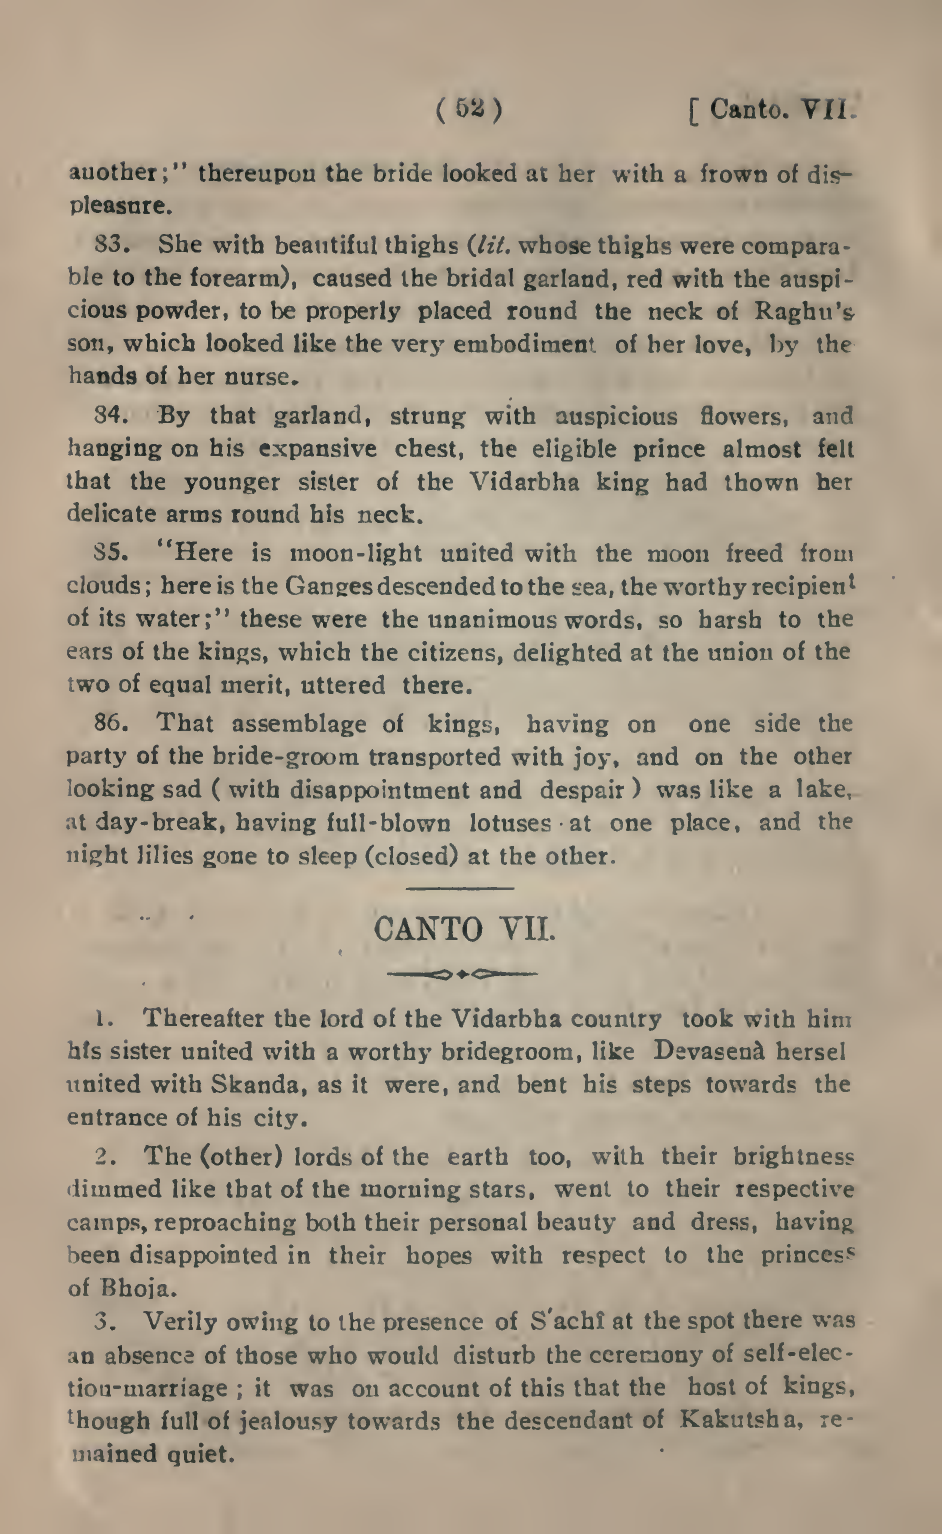 ( 52 ) [ Canto. VII.
another;" thereupon the bride looked at her with a frown of dis-
pleasure.
83. She with beautiful thighs (lit. whose thighs were compara-
ble to the forearm), caused the bridal garland, red with the auspi-
cious powder, to be properly placed round the neck of Raghu's
son, which looked like the very embodiment of her love, by the
hands of her nurse.
84. By that garland, strung with auspicious flowers, and
hanging on his expansive chest, the eligible prince almost felt
that the younger sister of the Vidarbha king had thown her
delicate arms round his neck.
85. "Here is moon-light united with the moon freed from
clouds; here is the Ganges descended to the sea, the worthy recipient
of its water;" these were the unanimous words, so harsh to the
ears of the kings, which the citizens, delighted at the union of the
two of equal merit, uttered there.
86. That assemblage of kings, having on one side the
party of the bride-groom transported with joy, and on the other
looking sad ( with disappointment and despair ) was like a lake,
at day-break, having full-blown lotuses at one place, and the
night lilies gone to sleep (closed) at the other.
CANTO VII.
1. Thereafter the lord of the Vidarbha country took with him
his sister united with a worthy bridegroom, like Devasenà hersel
united with Skanda, as it were, and bent his steps towards the
entrance of his city.
2. The (other) lords of the earth too, with their brightness
dimmed like that of the morning stars, went to their respective
camps, reproaching both their personal beauty and dress, having
been disappointed in their hopes with respect to the princess
of Bhoja.
3. Verily owing to the presence of S'achî at the spot there was
an absence of those who would disturb the ceremony of self-elec-
tion-marriage ; it was on account of this that the host of kings,
though full of jealousy towards the descendant of Kakutsha, re-
mained quiet.